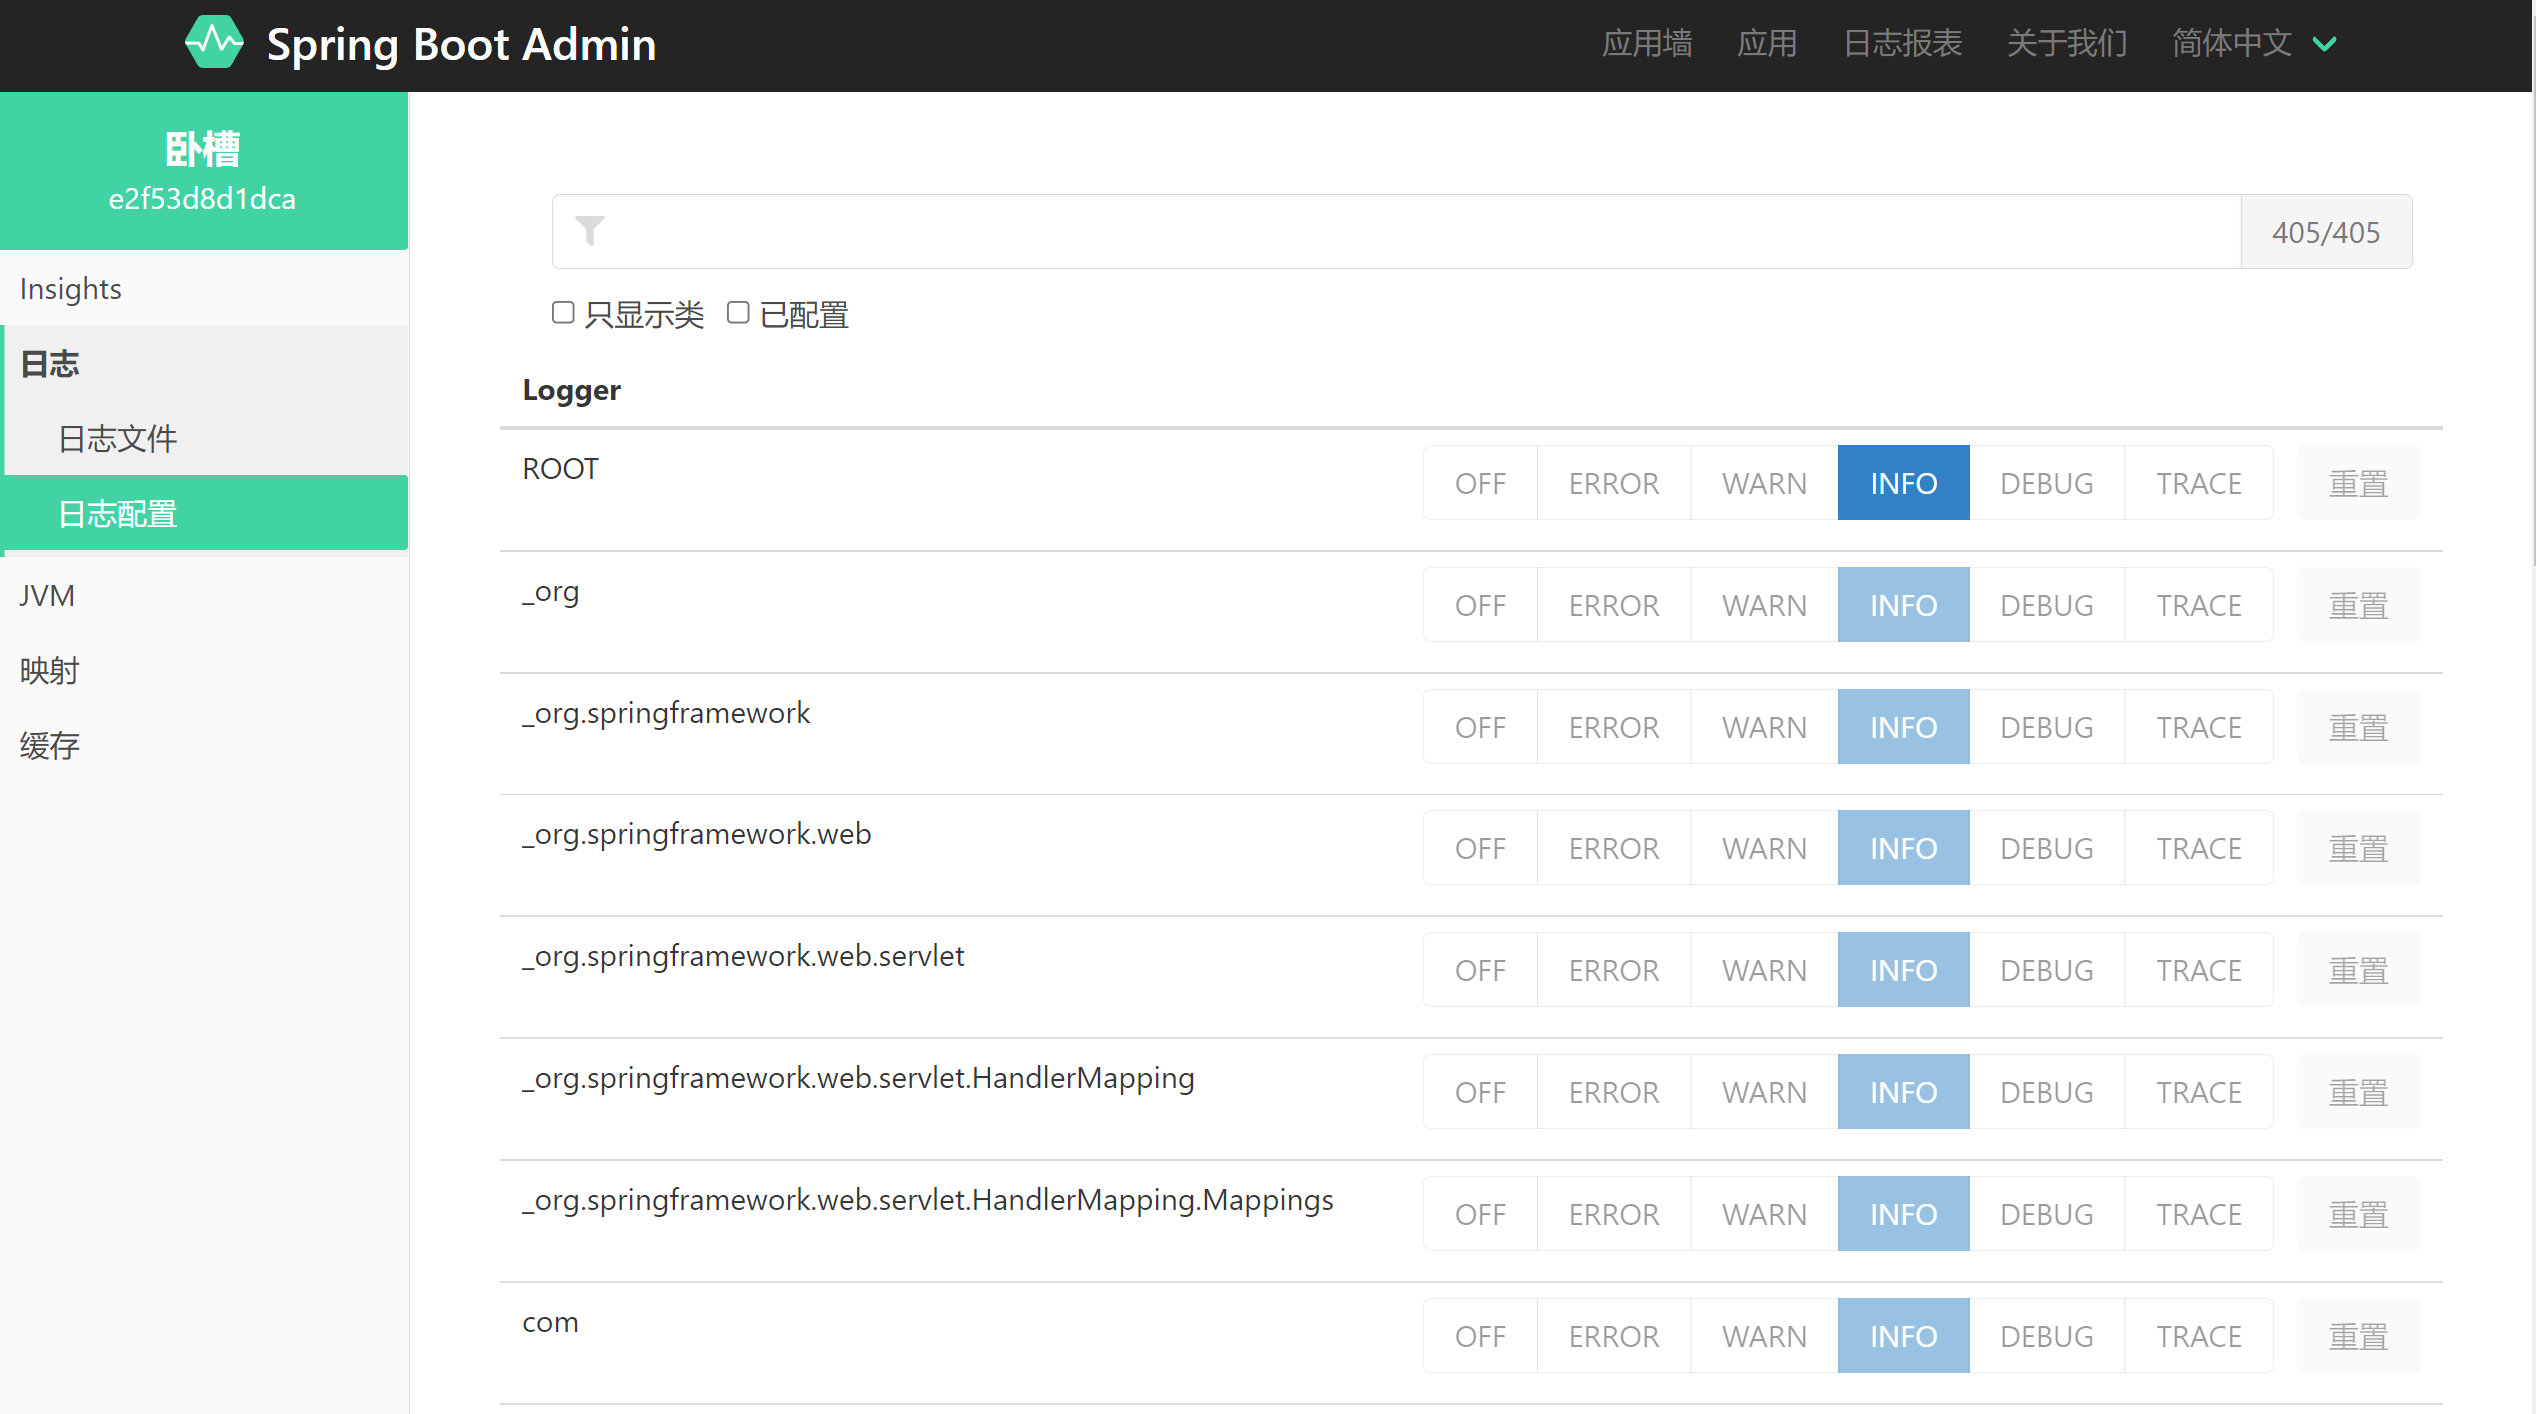 Spring Boot Admin
应用墙 应用 日志报表 关于我们 简体中文
卧槽
e2f53d8d1dca
Insights
日志
日志文件
日志配置
JVM
映射
缓存
405/405
只显示类 已配置
Logger
ROOT OFF ERROR WARN INFO DEBUG TRACE 重置
_org OFF ERROR WARN INFO DEBUG TRACE 重置
_org.springframework OFF ERROR WARN INFO DEBUG TRACE 重置
_org.springframework.web OFF ERROR WARN INFO DEBUG TRACE 重置
_org.springframework.web.servlet OFF ERROR WARN INFO DEBUG TRACE 重置
_org.springframework.web.servlet.HandlerMapping OFF ERROR WARN INFO DEBUG TRACE 重置
_org.springframework.web.servlet.HandlerMapping.Mappings OFF ERROR WARN INFO DEBUG TRACE 重置
com OFF ERROR WARN INFO DEBUG TRACE 重置